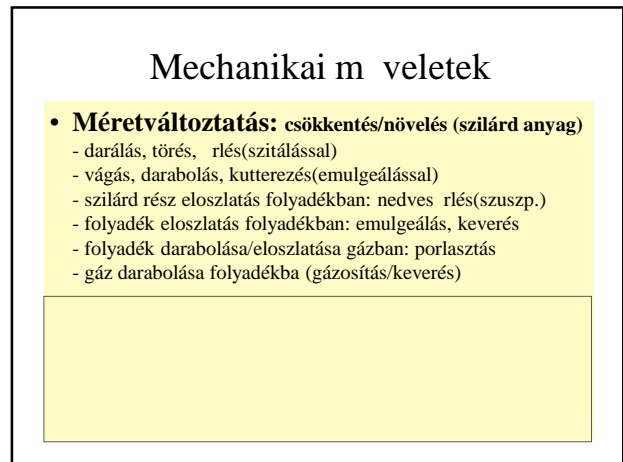 Mechanikai m veletek
• Méretváltoztatás: csökkentés/növelés (szilárd anyag)
- darálás, törés, rlés(szitálással)
- vágás, darabolás, kutterezés(emulgeálással)
- szilárd rész eloszlatás folyadékban: nedves rlés(szuszp.)
- folyadék eloszlatás folyadékban: emulgeálás, keverés
- folyadék darabolása/eloszlatása gázban: porlasztás
- gáz darabolása folyadékba (gázosítás/keverés)